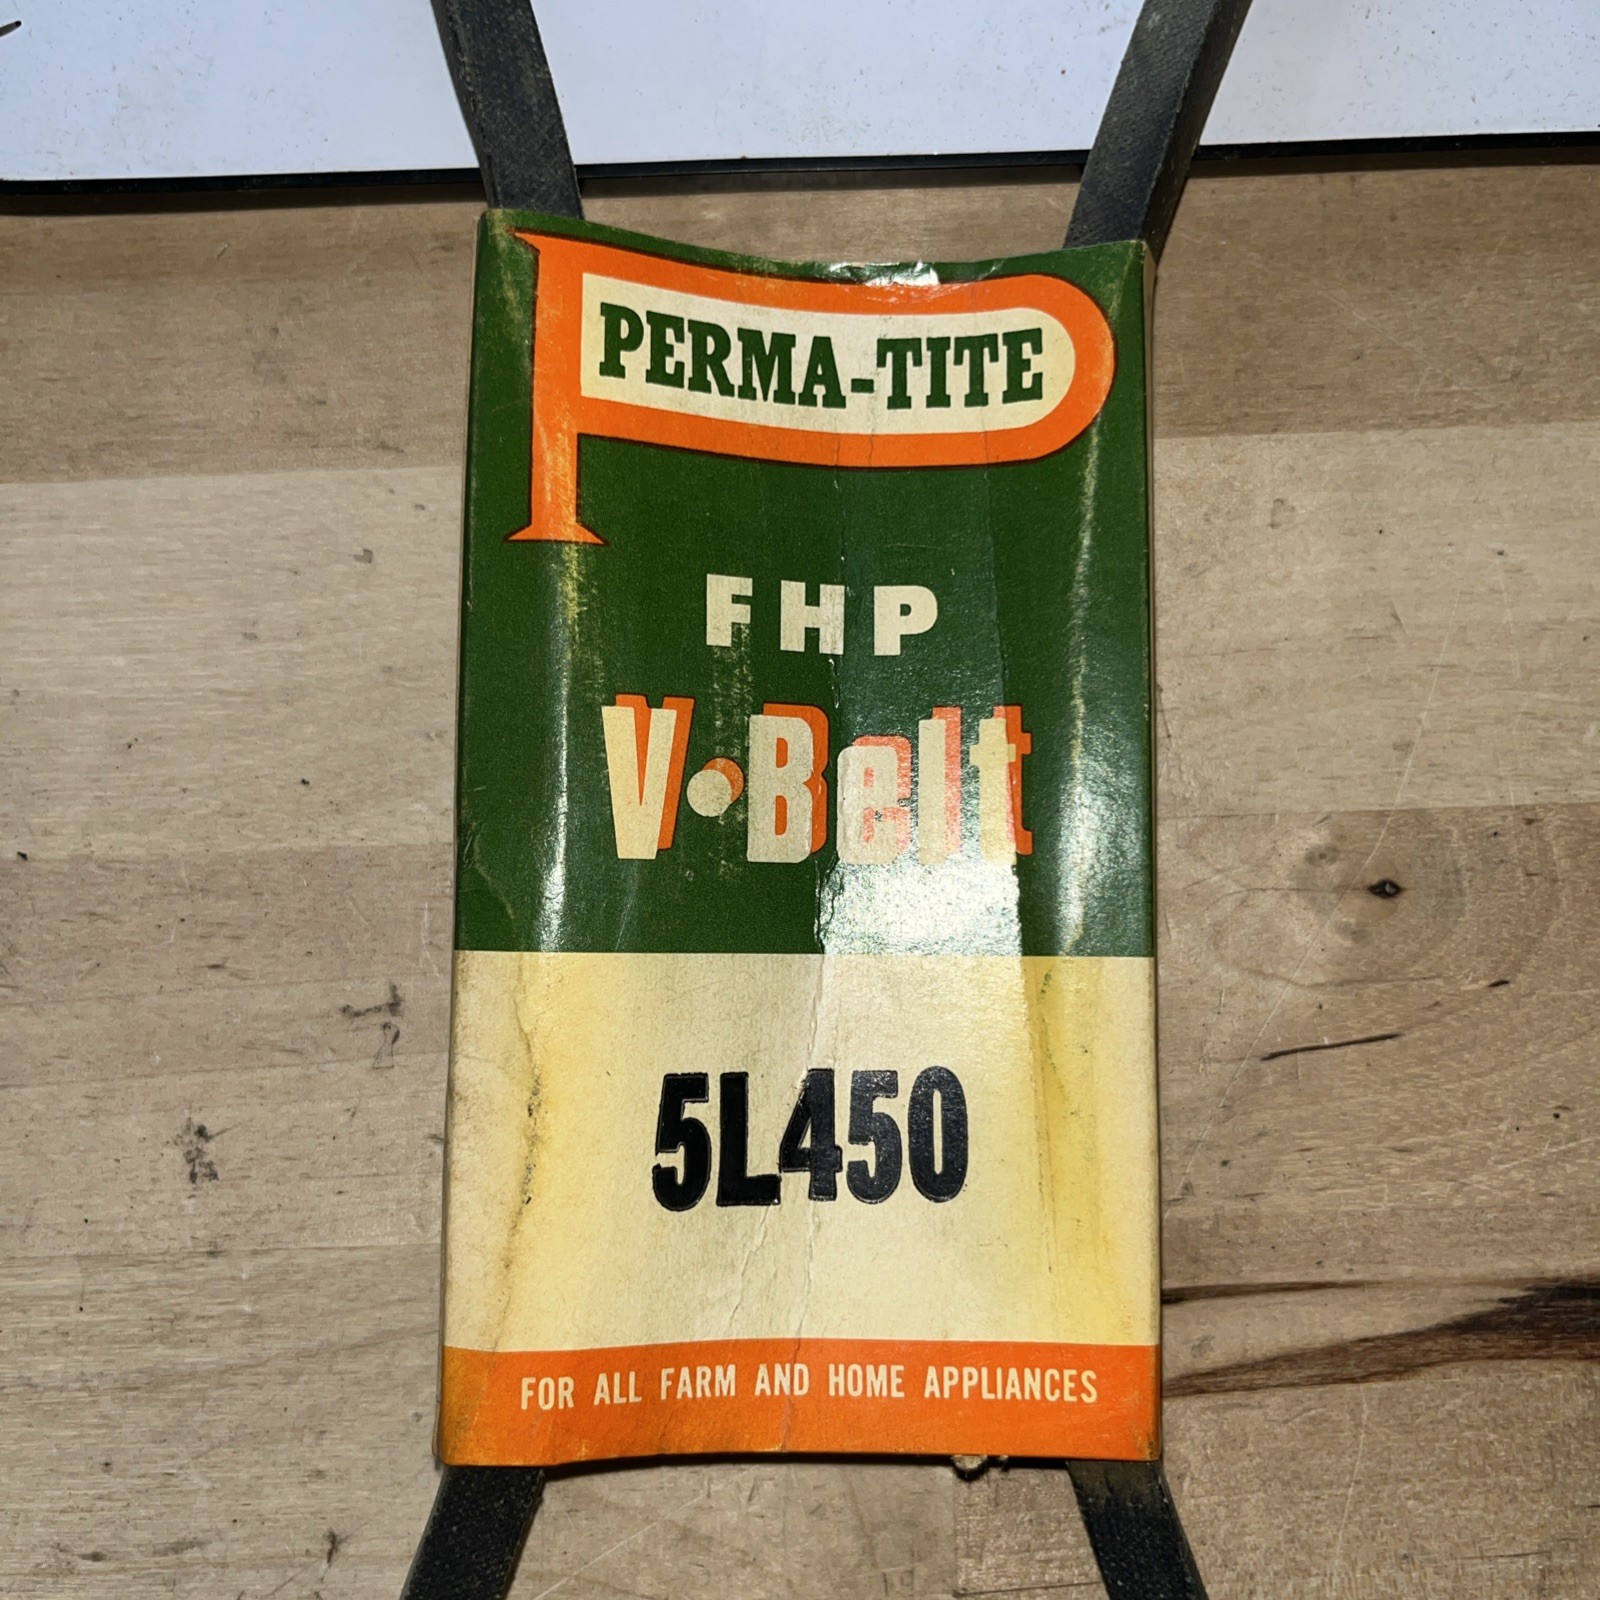 PERMA-TITE
FHP
V·Belt
5L450
FOR ALL FARM AND HOME APPLIANCES